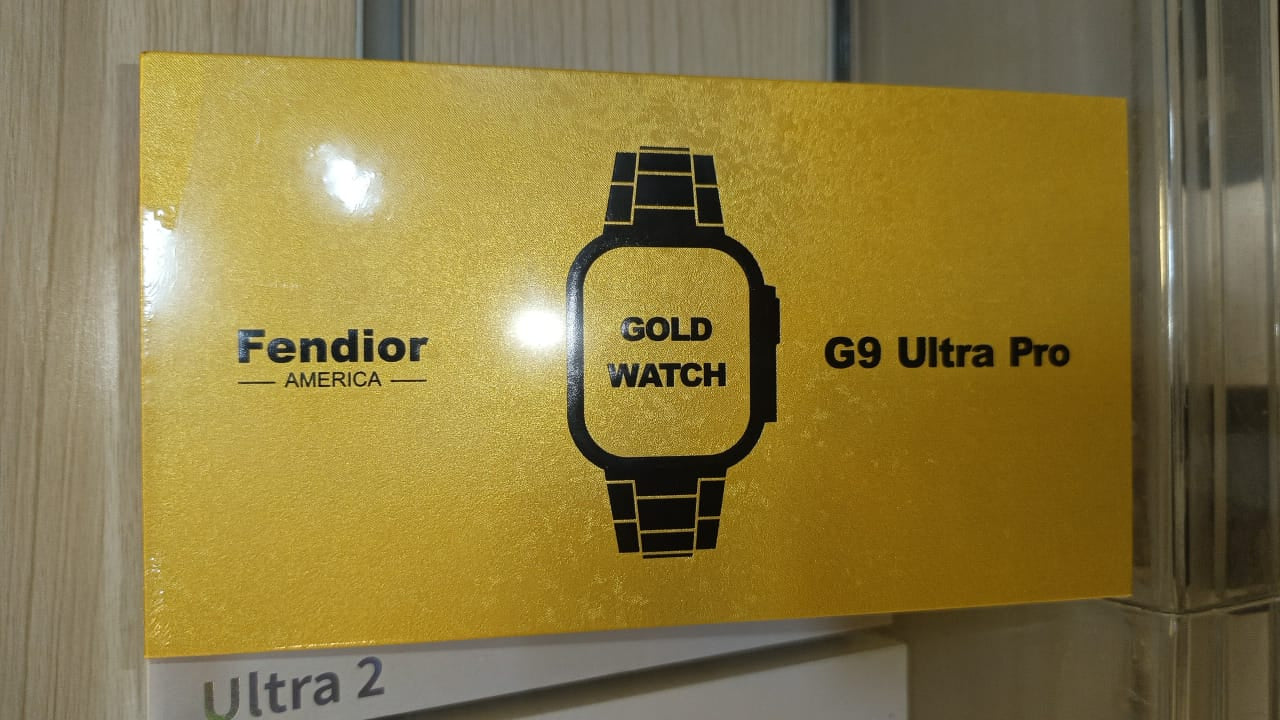 Fendior
AMERICA
GOLD
WATCH
G9 Ultra Pro
Ultra 2